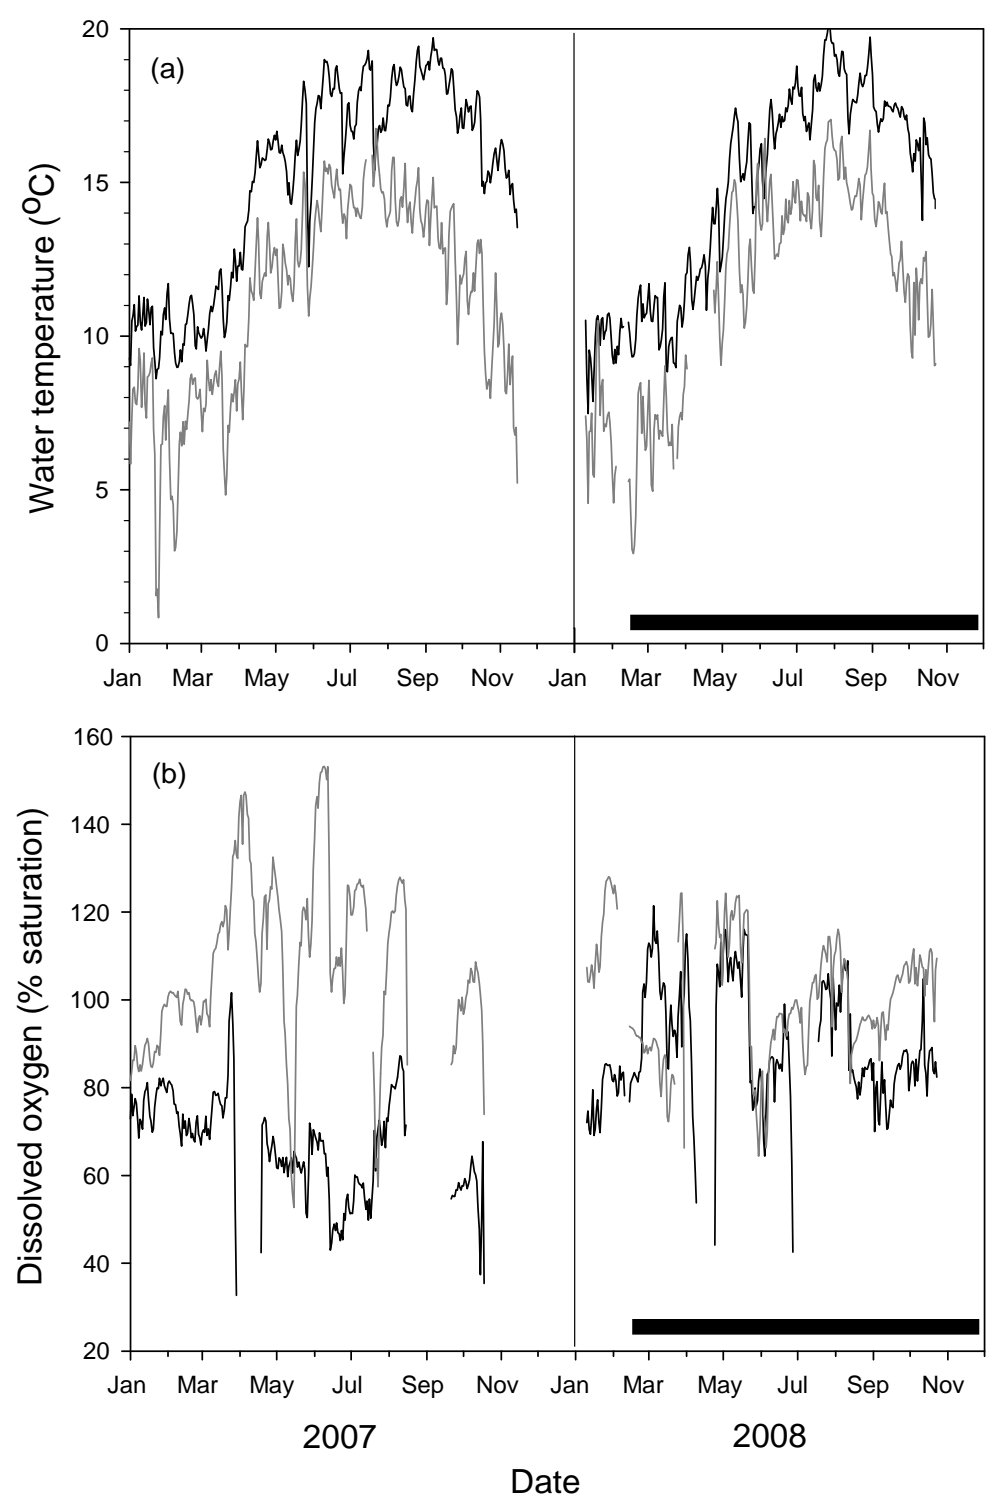 20
(a)
15
10
5
0
Water temperature (ºC)
Jan Mar May Jul Sep Nov Jan Mar May Jul Sep Nov
160
(b)
140
120
100
80
60
40
20
Dissolved oxygen (% saturation)
Jan Mar May Jul Sep Nov Jan Mar May Jul Sep Nov
2007 2008
Date